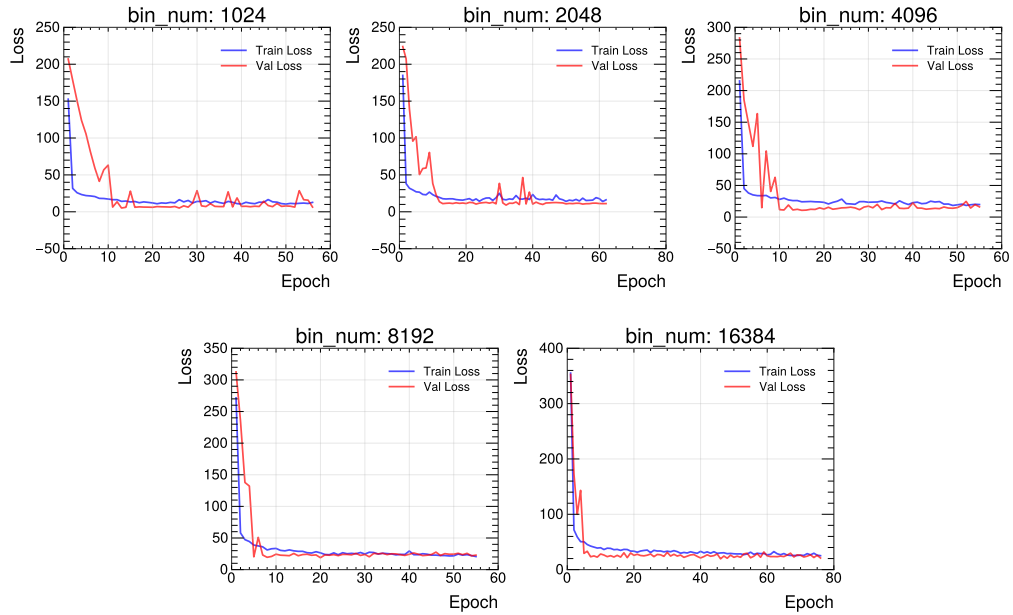 bin_num: 1024
Loss
250
200
150
100
50
0
−50
0 10 20 30 40 50 60
Epoch
Train Loss
Val Loss
bin_num: 2048
Loss
250
200
150
100
50
0
−50
0 20 40 60 80
Epoch
Train Loss
Val Loss
bin_num: 4096
Loss
300
250
200
150
100
50
0
−50
0 10 20 30 40 50 60
Epoch
Train Loss
Val Loss
bin_num: 8192
Loss
350
300
250
200
150
100
50
0
0 10 20 30 40 50 60
Epoch
Train Loss
Val Loss
bin_num: 16384
Loss
400
300
200
100
0
0 20 40 60 80
Epoch
Train Loss
Val Loss